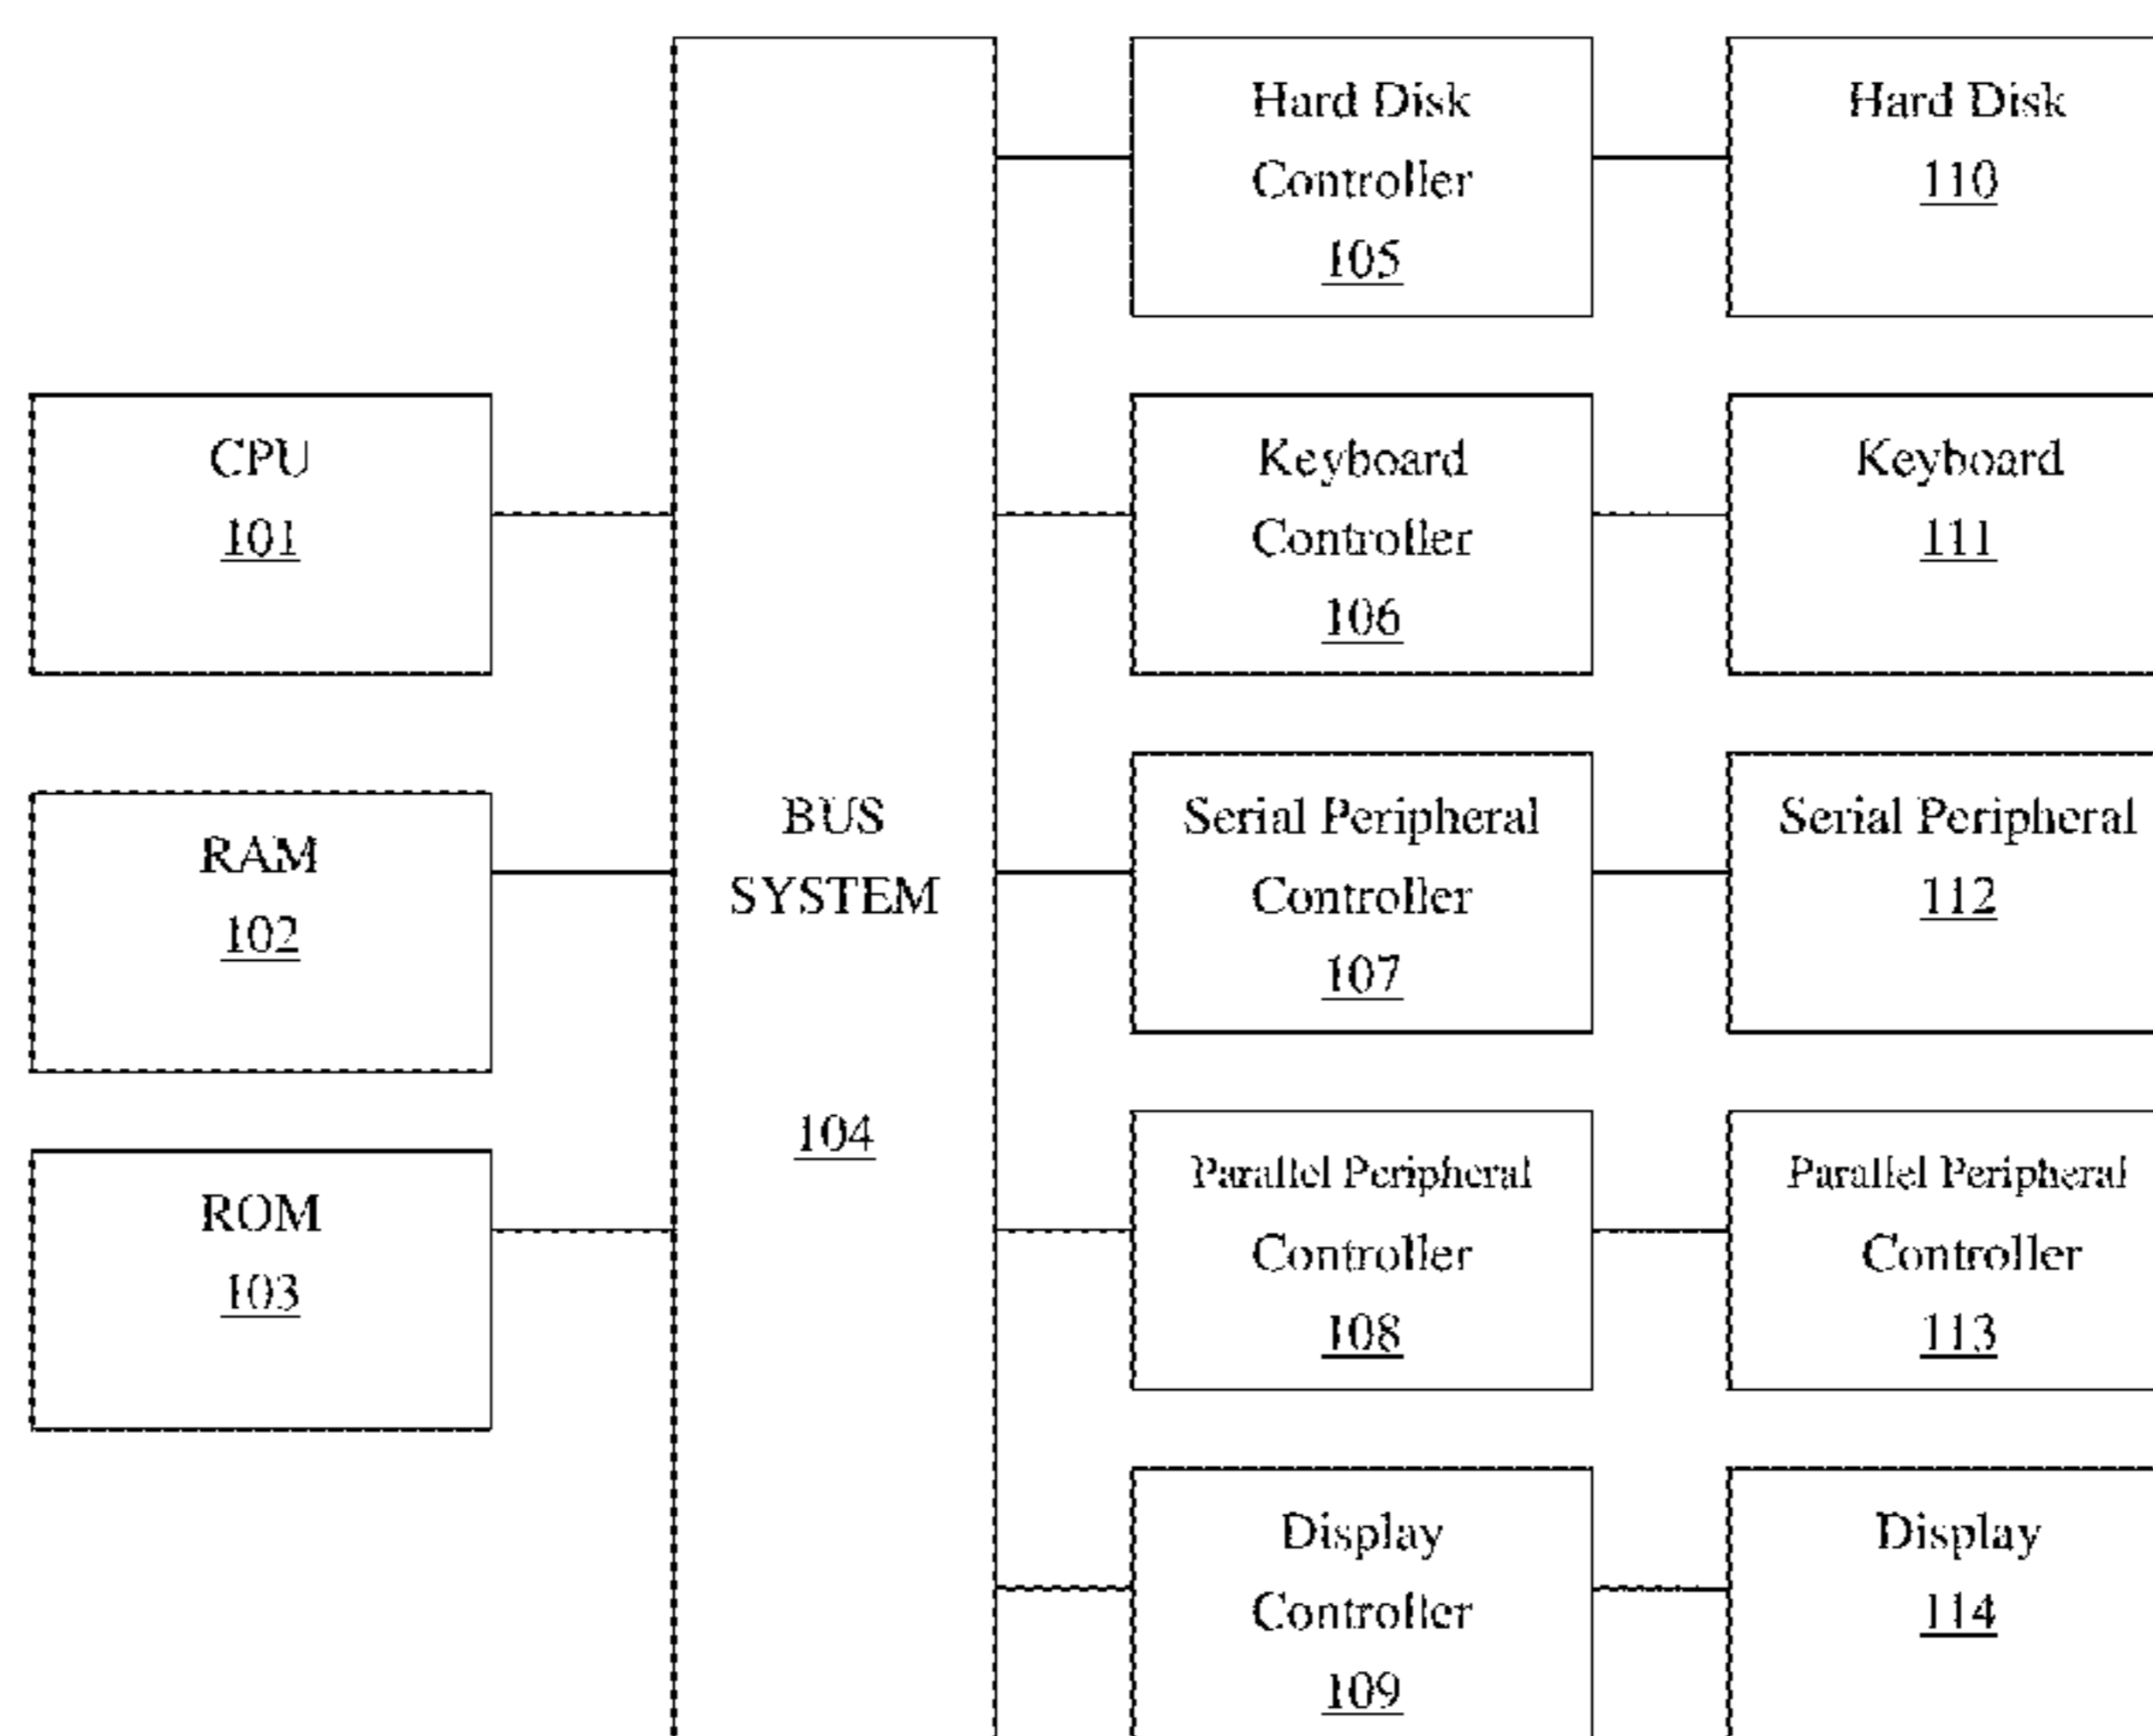 CPU
101
RAM
102
ROM
103
BUS
SYSTEM
104
Hard Disk
Controller
105
Keyboard
Controller
106
Serial Peripheral
Controller
107
Parallel Peripheral
Controller
108
Display
Controller
109
Hard Disk
110
Keyboard
111
Serial Peripheral
112
Parallel Peripheral
Controller
113
Display
114